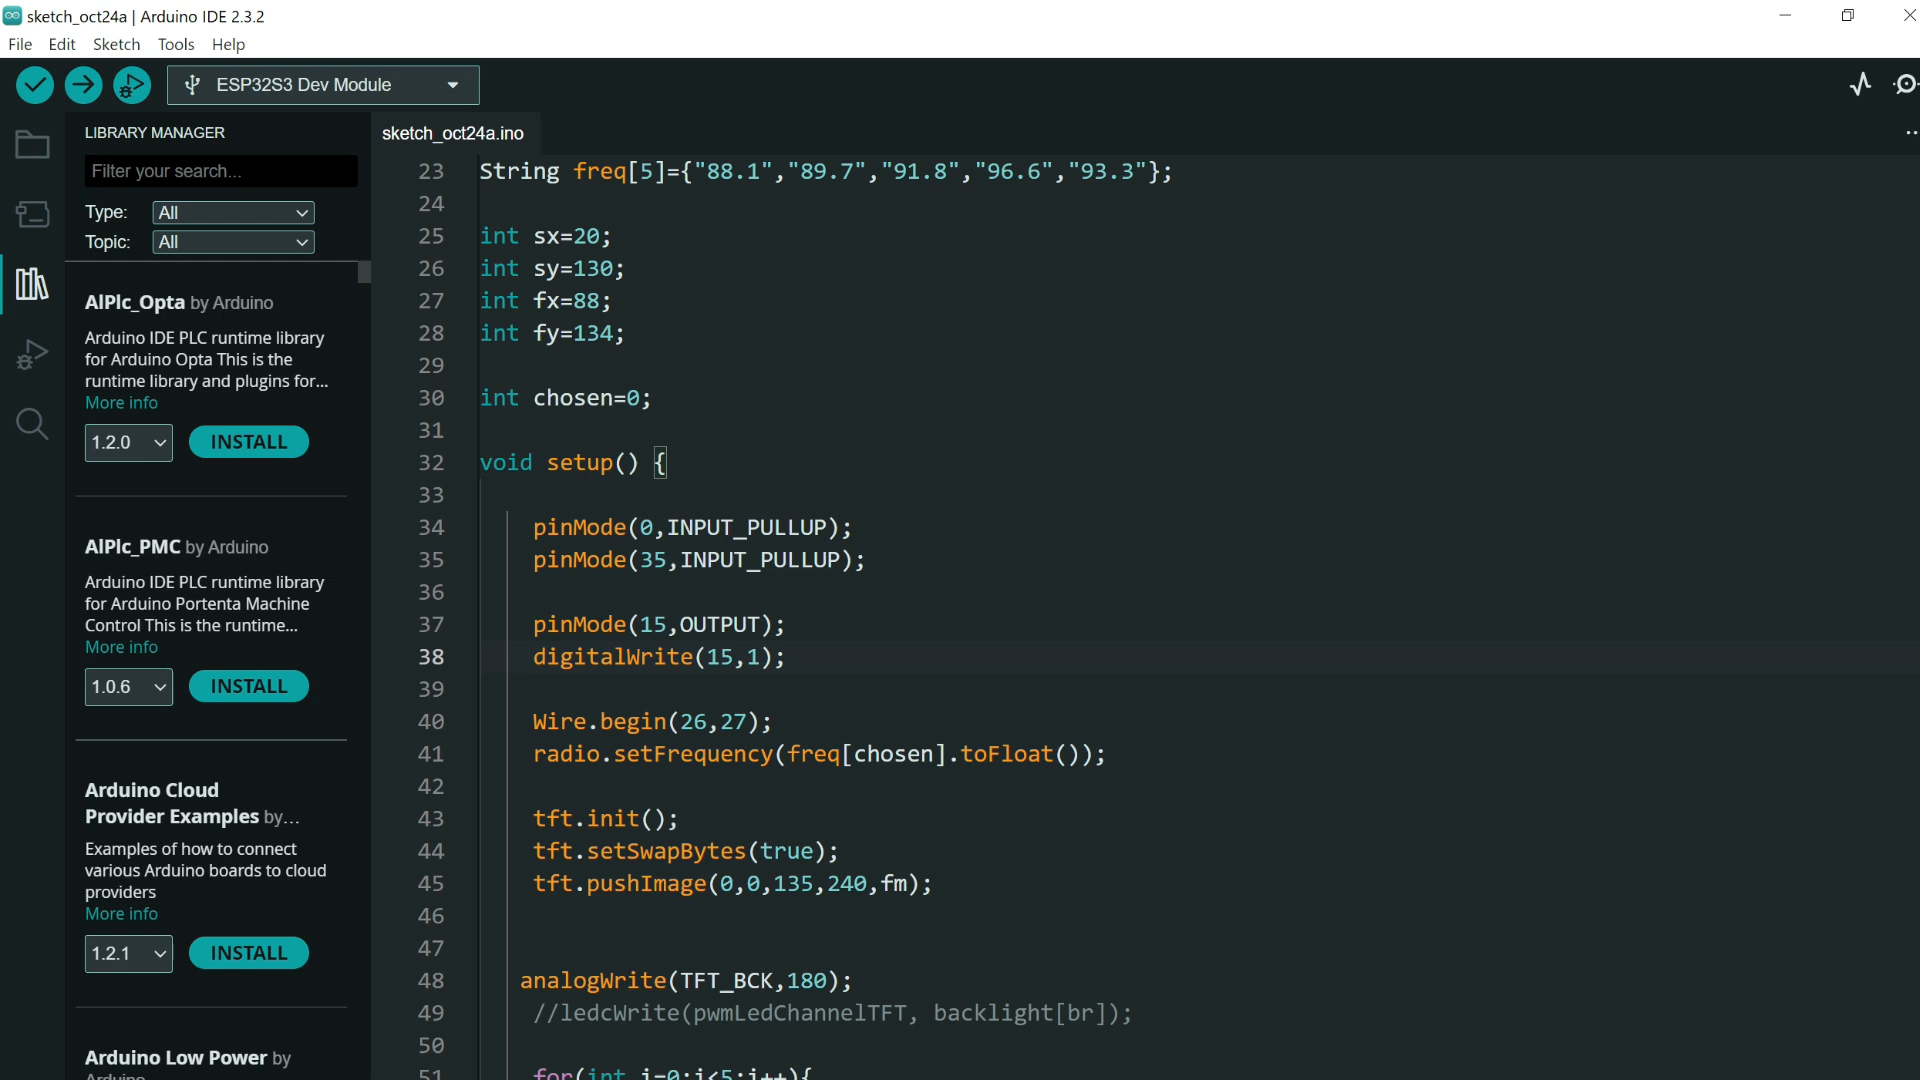 sketch_oct24a | Arduino IDE 2.3.2
File Edit Sketch Tools Help
ESP32S3 Dev Module
LIBRARY MANAGER
Filter your search...
Type: All
Topic: All
AlPlc_Opta by Arduino
Arduino IDE PLC runtime library
for Arduino Opta This is the
runtime library and plugins for...
More info
1.2.0 INSTALL
AlPlc_PMC by Arduino
Arduino IDE PLC runtime library
for Arduino Portenta Machine
Control This is the runtime...
More info
1.0.6 INSTALL
Arduino Cloud
Provider Examples by...
Examples of how to connect
various Arduino boards to cloud
providers
More info
1.2.1 INSTALL
Arduino Low Power by
Arduino
sketch_oct24a.ino
23 String freq[5]={"88.1","89.7","91.8","96.6","93.3"};
24
25 int sx=20;
26 int sy=130;
27 int fx=88;
28 int fy=134;
29
30 int chosen=0;
31
32 void setup() {
33
34 pinMode(0,INPUT_PULLUP);
35 pinMode(35,INPUT_PULLUP);
36
37 pinMode(15,OUTPUT);
38 digitalWrite(15,1);
39
40 Wire.begin(26,27);
41 radio.setFrequency(freq[chosen].toFloat());
42
43 tft.init();
44 tft.setSwapBytes(true);
45 tft.pushImage(0,0,135,240,fm);
46
47
48 analogWrite(TFT_BCK,180);
49 //ledcWrite(pwmLedChannelTFT, backlight[br]);
50
51 for(int i=0;i<5;i++){